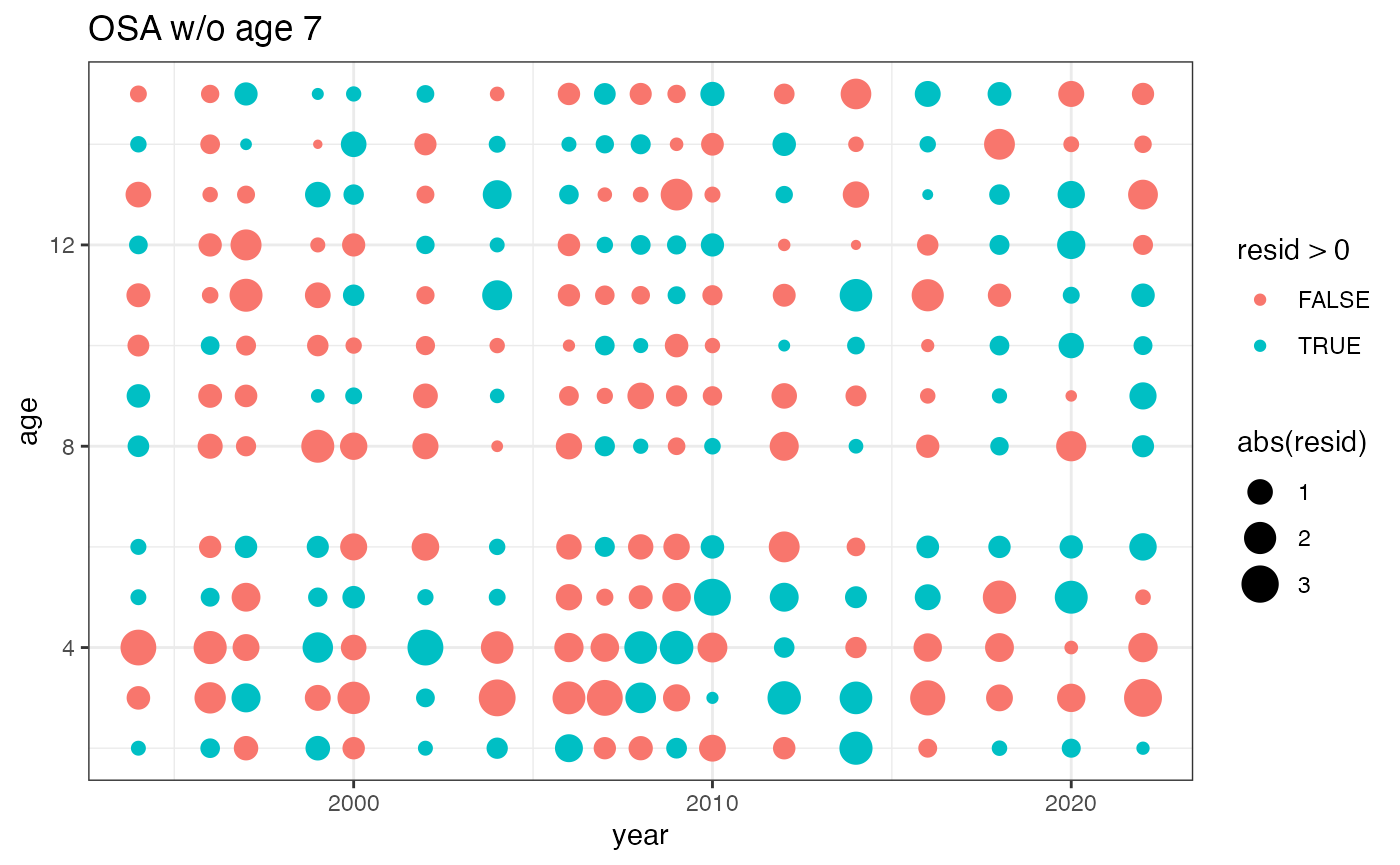 OSA w/o age 7
age
12
8
4
2000
2010
2020
year
resid > 0
FALSE
TRUE
abs(resid)
1
2
3